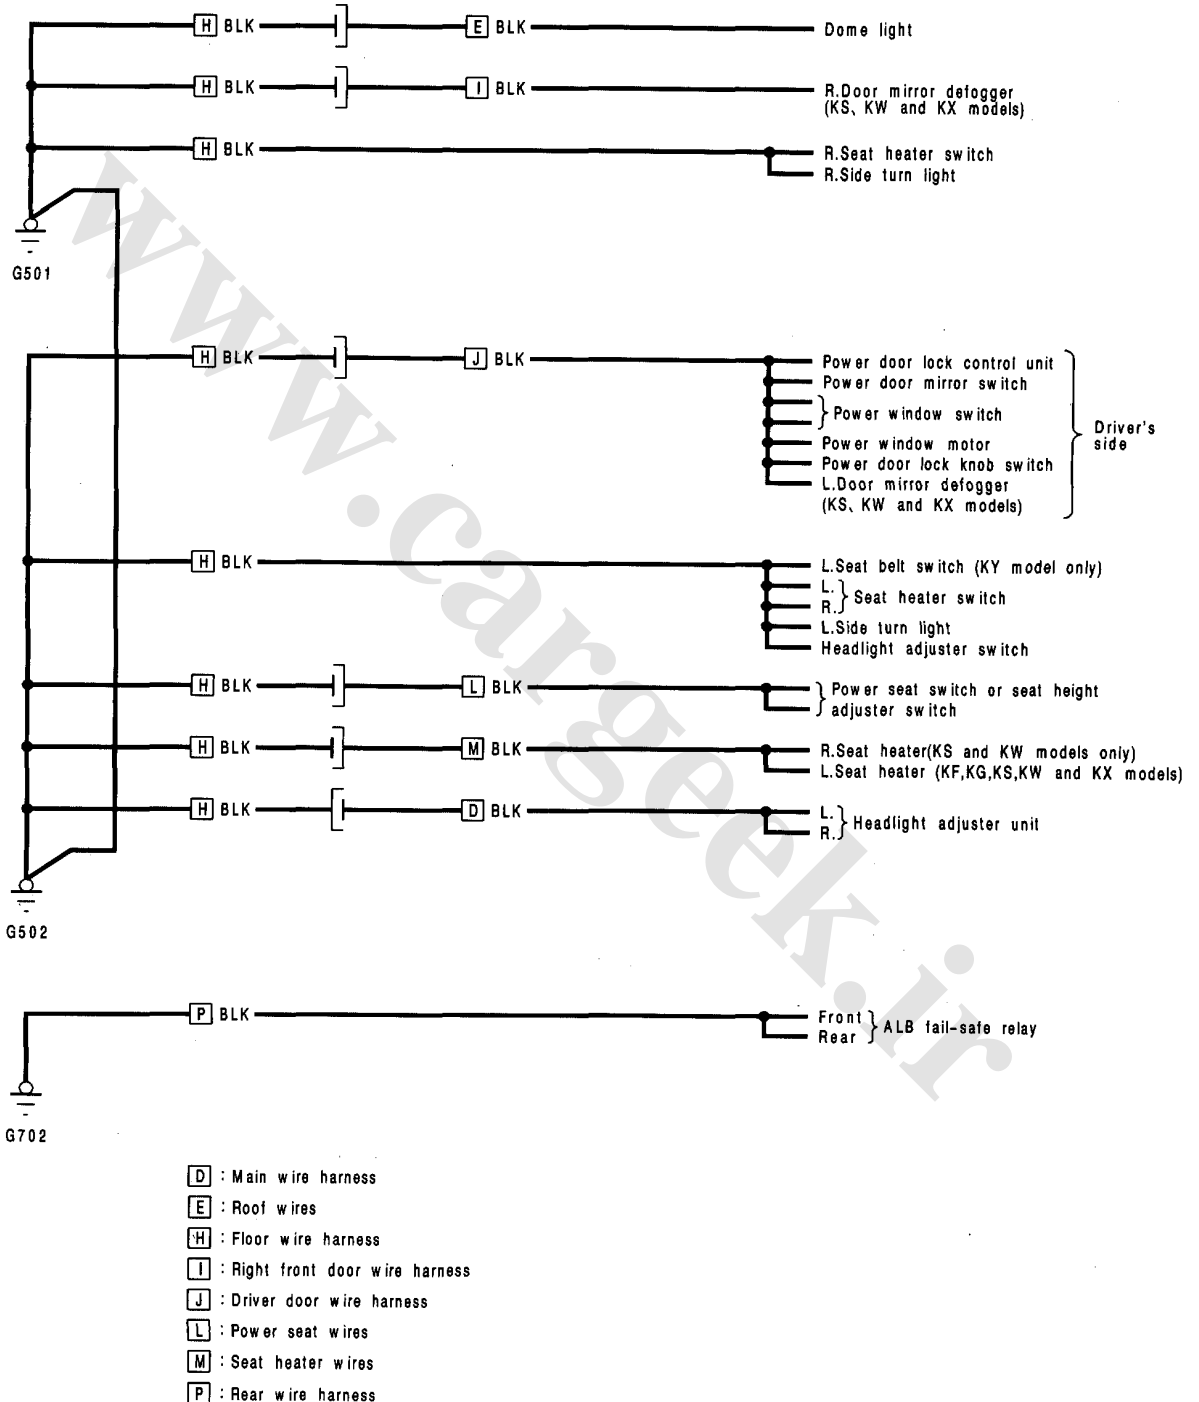 H BLK E BLK Dome light
H BLK I BLK R.Door mirror defogger
(KS, KW and KX models)
H BLK R.Seat heater switch
R.Side turn light
G501
H BLK J BLK Power door lock control unit
Power door mirror switch
Power window switch
Driver's
side
Power window motor
Power door lock knob switch
L.Door mirror defogger
(KS, KW and KX models)
H BLK L.Seat belt switch (KY model only)
L.
Seat heater switch
R.
L.Side turn light
Headlight adjuster switch
H BLK L BLK Power seat switch or seat height
adjuster switch
H BLK M BLK R.Seat heater(KS and KW models only)
L.Seat heater (KF,KG,KS,KW and KX models)
H BLK D BLK L.
Headlight adjuster unit
R.
G502
P BLK Front
ALB fail-safe relay
Rear
G702
D : Main wire harness
E : Roof wires
H : Floor wire harness
I : Right front door wire harness
J : Driver door wire harness
L : Power seat wires
M : Seat heater wires
P : Rear wire harness
www.cargeek.ir